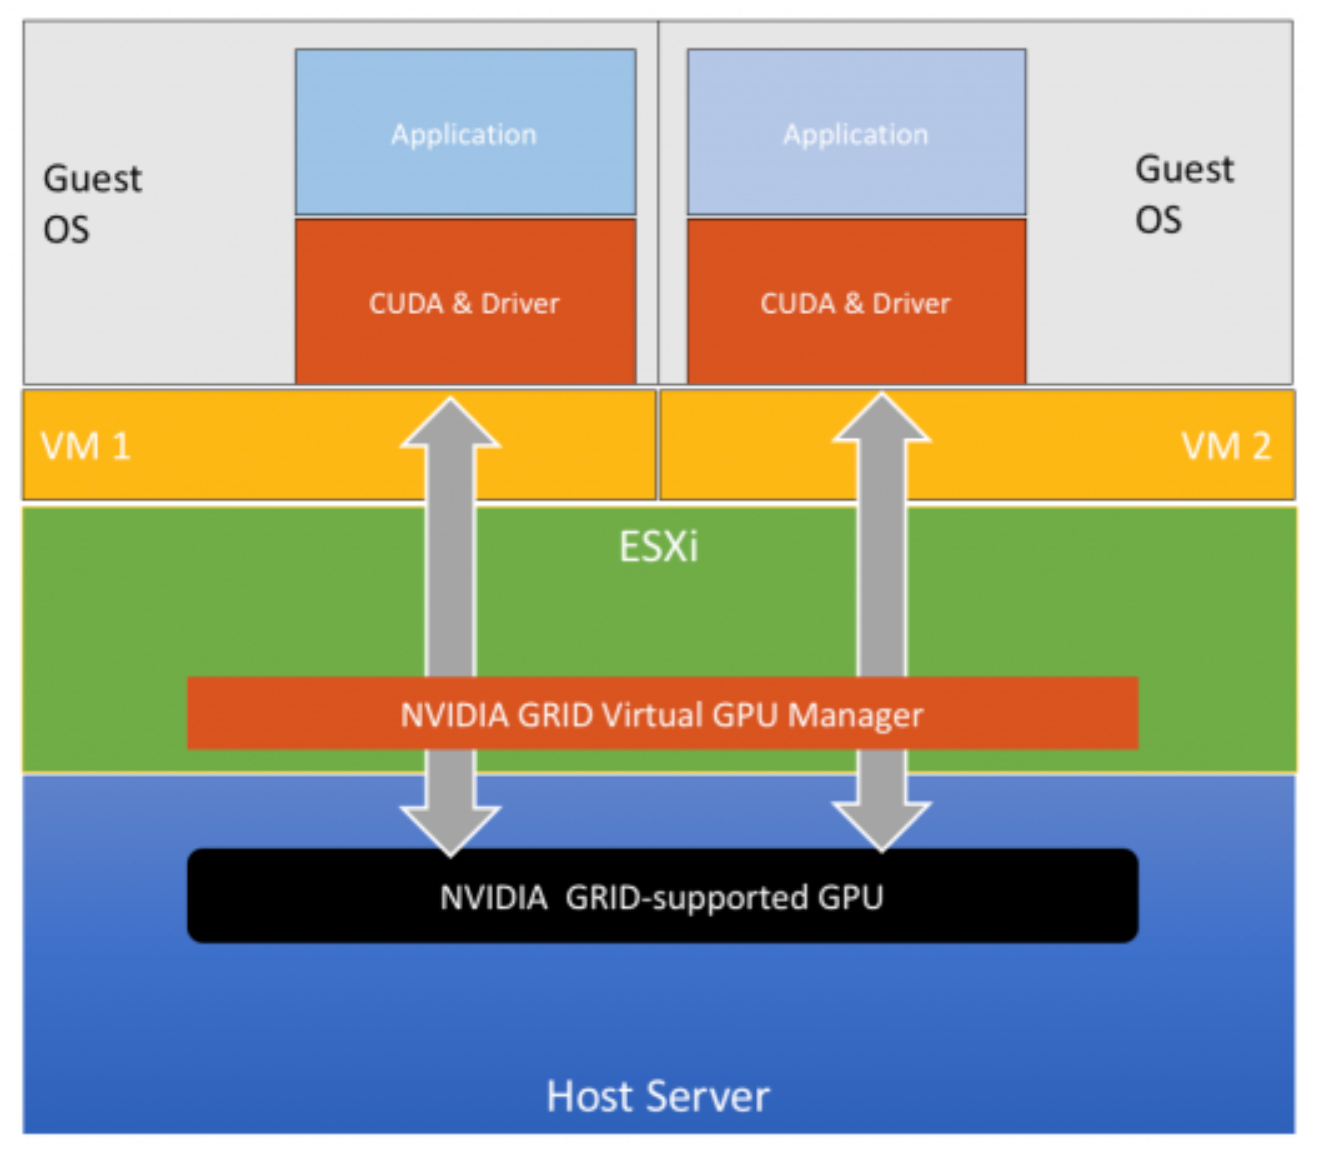 Application
Application
Guest
OS
Guest
OS
CUDA & Driver
CUDA & Driver
VM 1
VM 2
ESXi
NVIDIA GRID Virtual GPU Manager
NVIDIA  GRID-supported GPU
Host Server